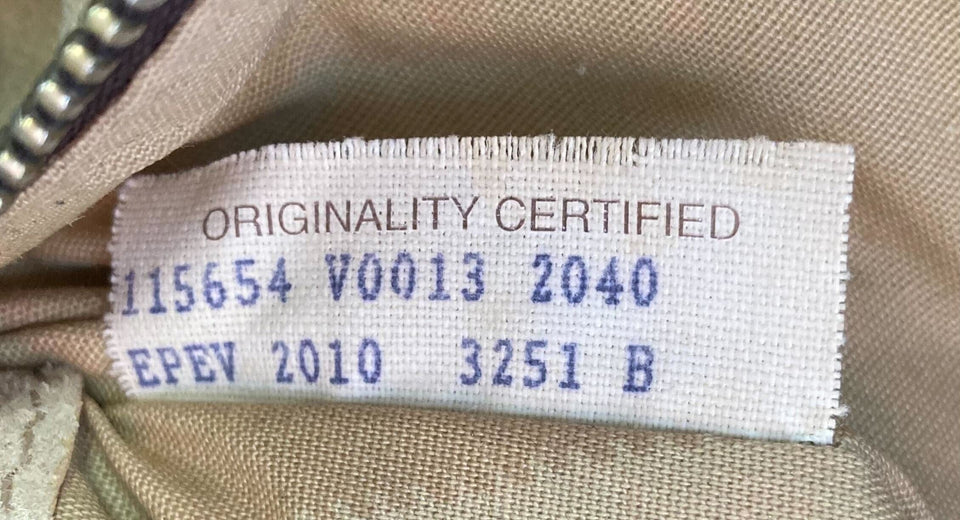 ORIGINALITY CERTIFIED
115654 V0013 2040
EPEV 2010 3251 B